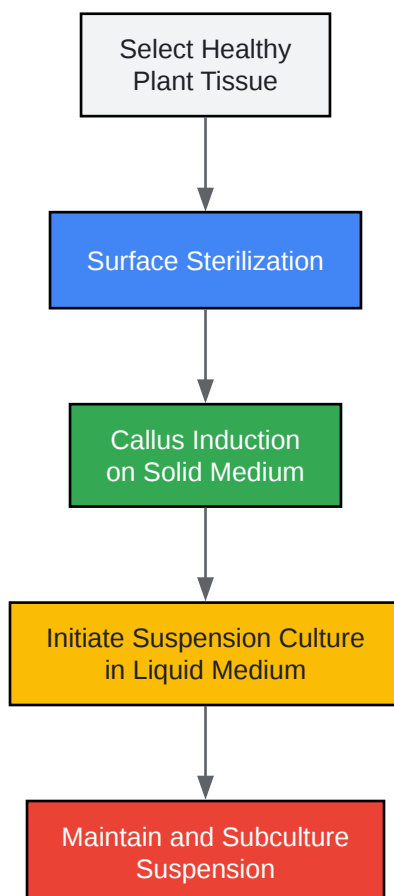 Select Healthy
Plant Tissue
Surface Sterilization
Callus Induction
on Solid Medium
Initiate Suspension Culture
in Liquid Medium
Maintain and Subculture
Suspension